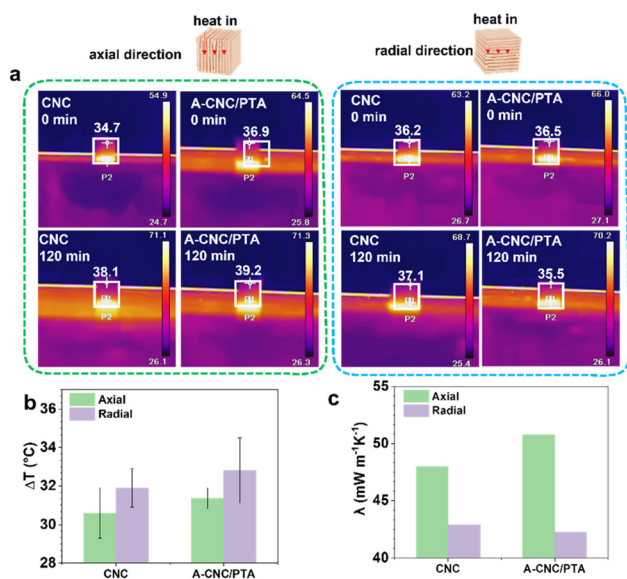 heat in
axial direction
heat in
radial direction
a
CNC
0 min
54.9
34.7
P2
24.7
A-CNC/PTA
0 min
64.5
36.9
P2
25.8
CNC
0 min
63.2
36.2
P2
26.7
A-CNC/PTA
0 min
66.0
36.5
P2
27.1
CNC
120 min
71.1
38.1
P2
26.1
A-CNC/PTA
120 min
71.3
39.2
P2
26.3
CNC
120 min
68.7
37.1
P2
25.4
A-CNC/PTA
120 min
70.2
35.5
P2
26.1
b
Axial
Radial
36
34
32
30
28
ΔT (°C)
CNC
A-CNC/PTA
c
Axial
Radial
55
50
45
40
λ (mW m⁻¹K⁻¹)
CNC
A-CNC/PTA